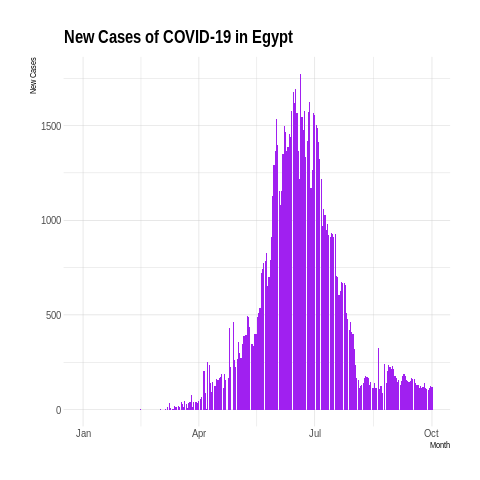 New Cases of COVID-19 in Egypt
New Cases
1500
1000
500
0
Jan Apr Jul Oct
Month